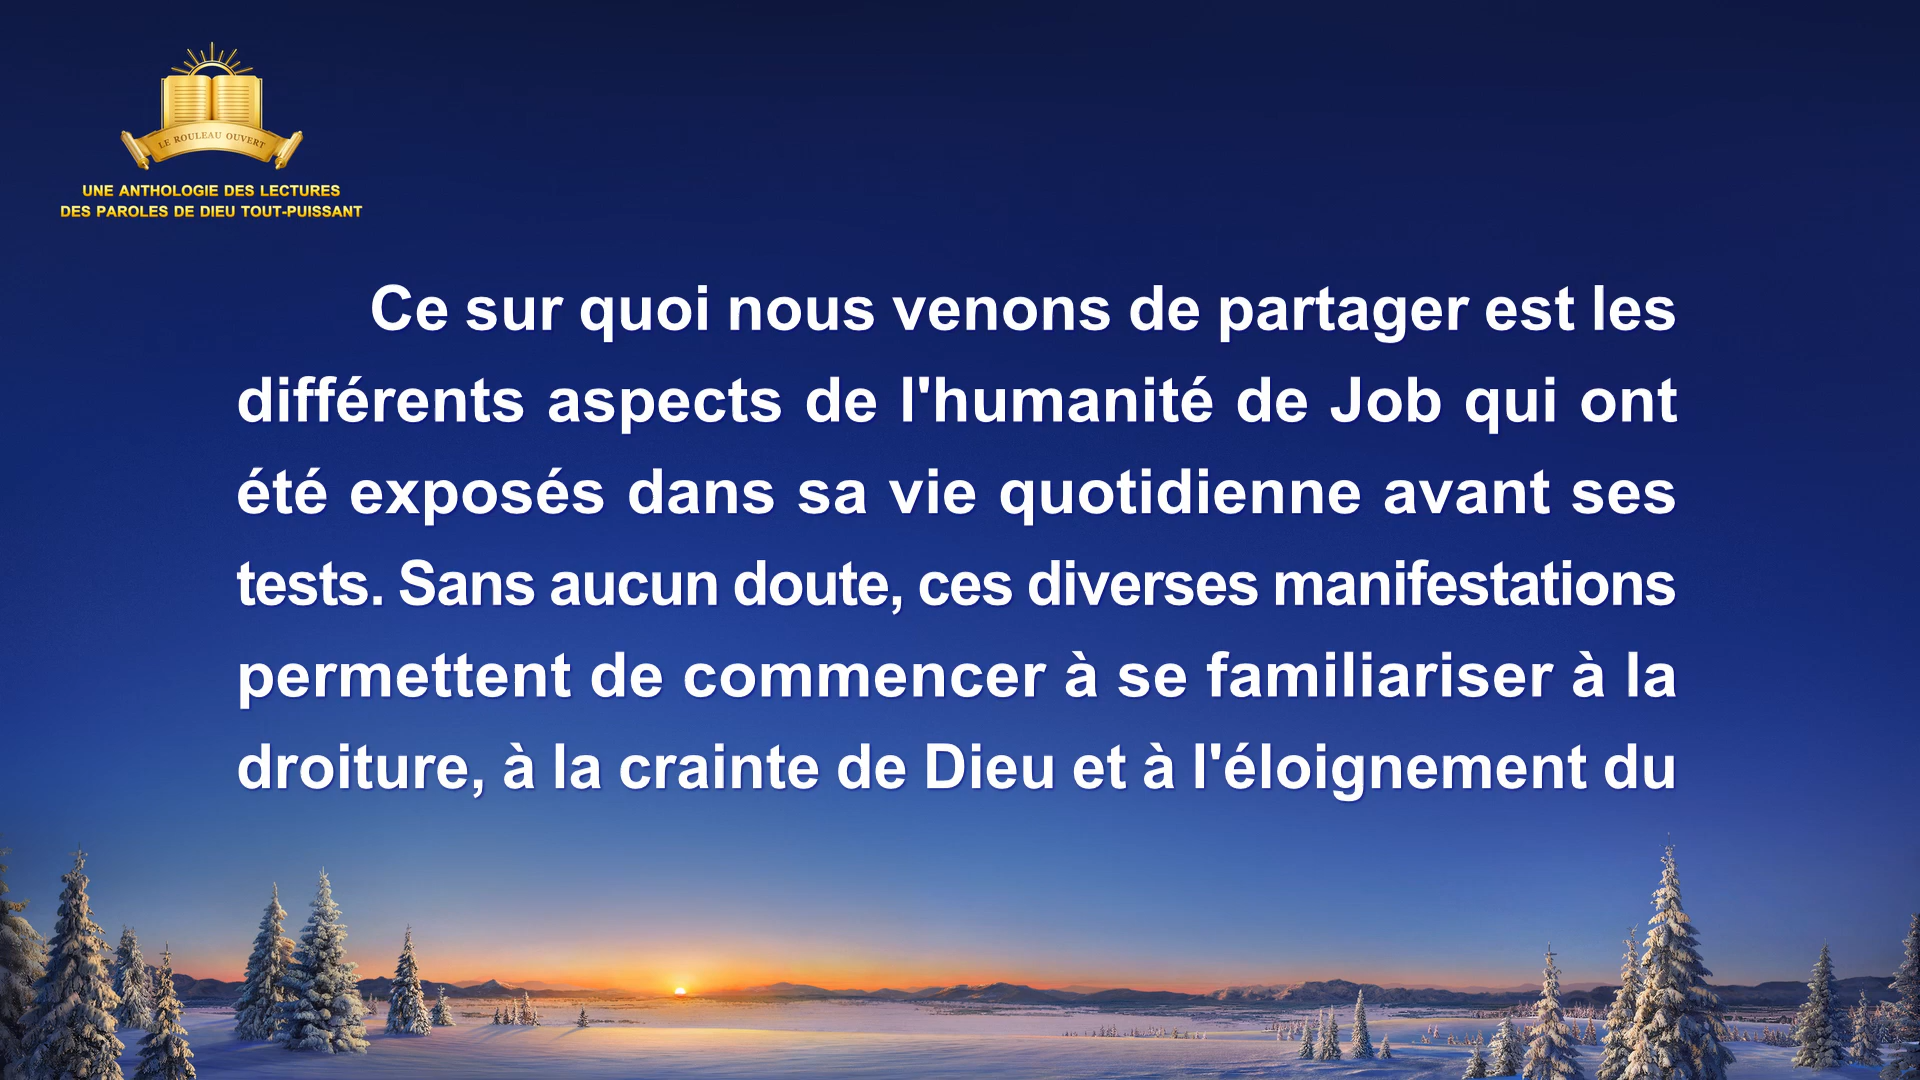 LE ROULEAU OUVERT
UNE ANTHOLOGIE DES LECTURES
DES PAROLES DE DIEU TOUT-PUISSANT
Ce sur quoi nous venons de partager est les
différents aspects de l'humanité de Job qui ont
été exposés dans sa vie quotidienne avant ses
tests. Sans aucun doute, ces diverses manifestations
permettent de commencer à se familiariser à la
droiture, à la crainte de Dieu et à l'éloignement du